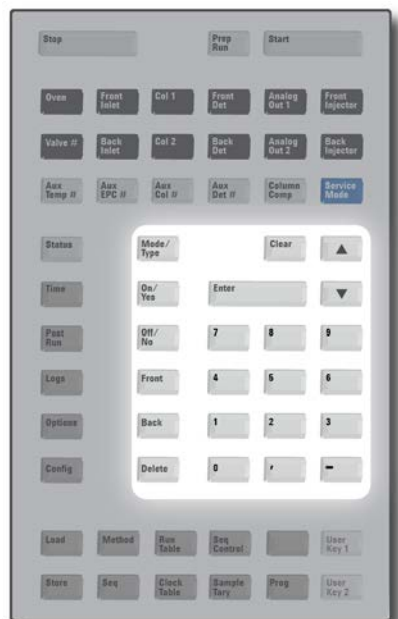 Stop Prep Run Start
Oven Front Inlet Col 1 Front Det Analog Out 1 Front Injector
Valve # Back Inlet Col 2 Back Det Analog Out 2 Back Injector
Aux Temp # Aux EPC # Aux Col # Aux Det # Column Comp Service Mode
Status Mode/Type Clear ▲
Time On/Yes Enter ▼
Post Run Off/No 7 8 9
Logs Front 4 5 6
Options Back 1 2 3
Config Delete 0 . –
Load Method Run Table Seq Control User Key 1
Store Seq Clock Table Sample Tary Prog User Key 2